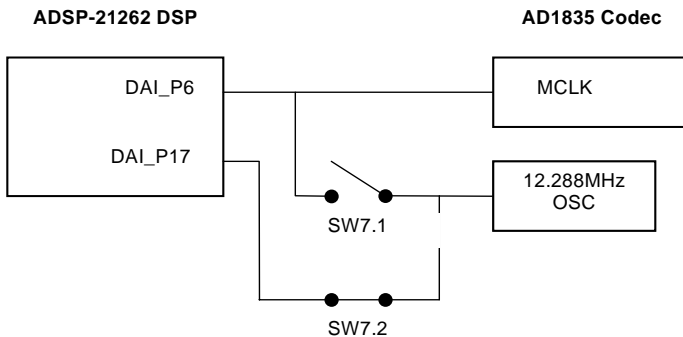 ADSP-21262 DSP
AD1835 Codec
DAI_P6
MCLK
DAI_P17
12.288MHz
OSC
SW7.1
SW7.2